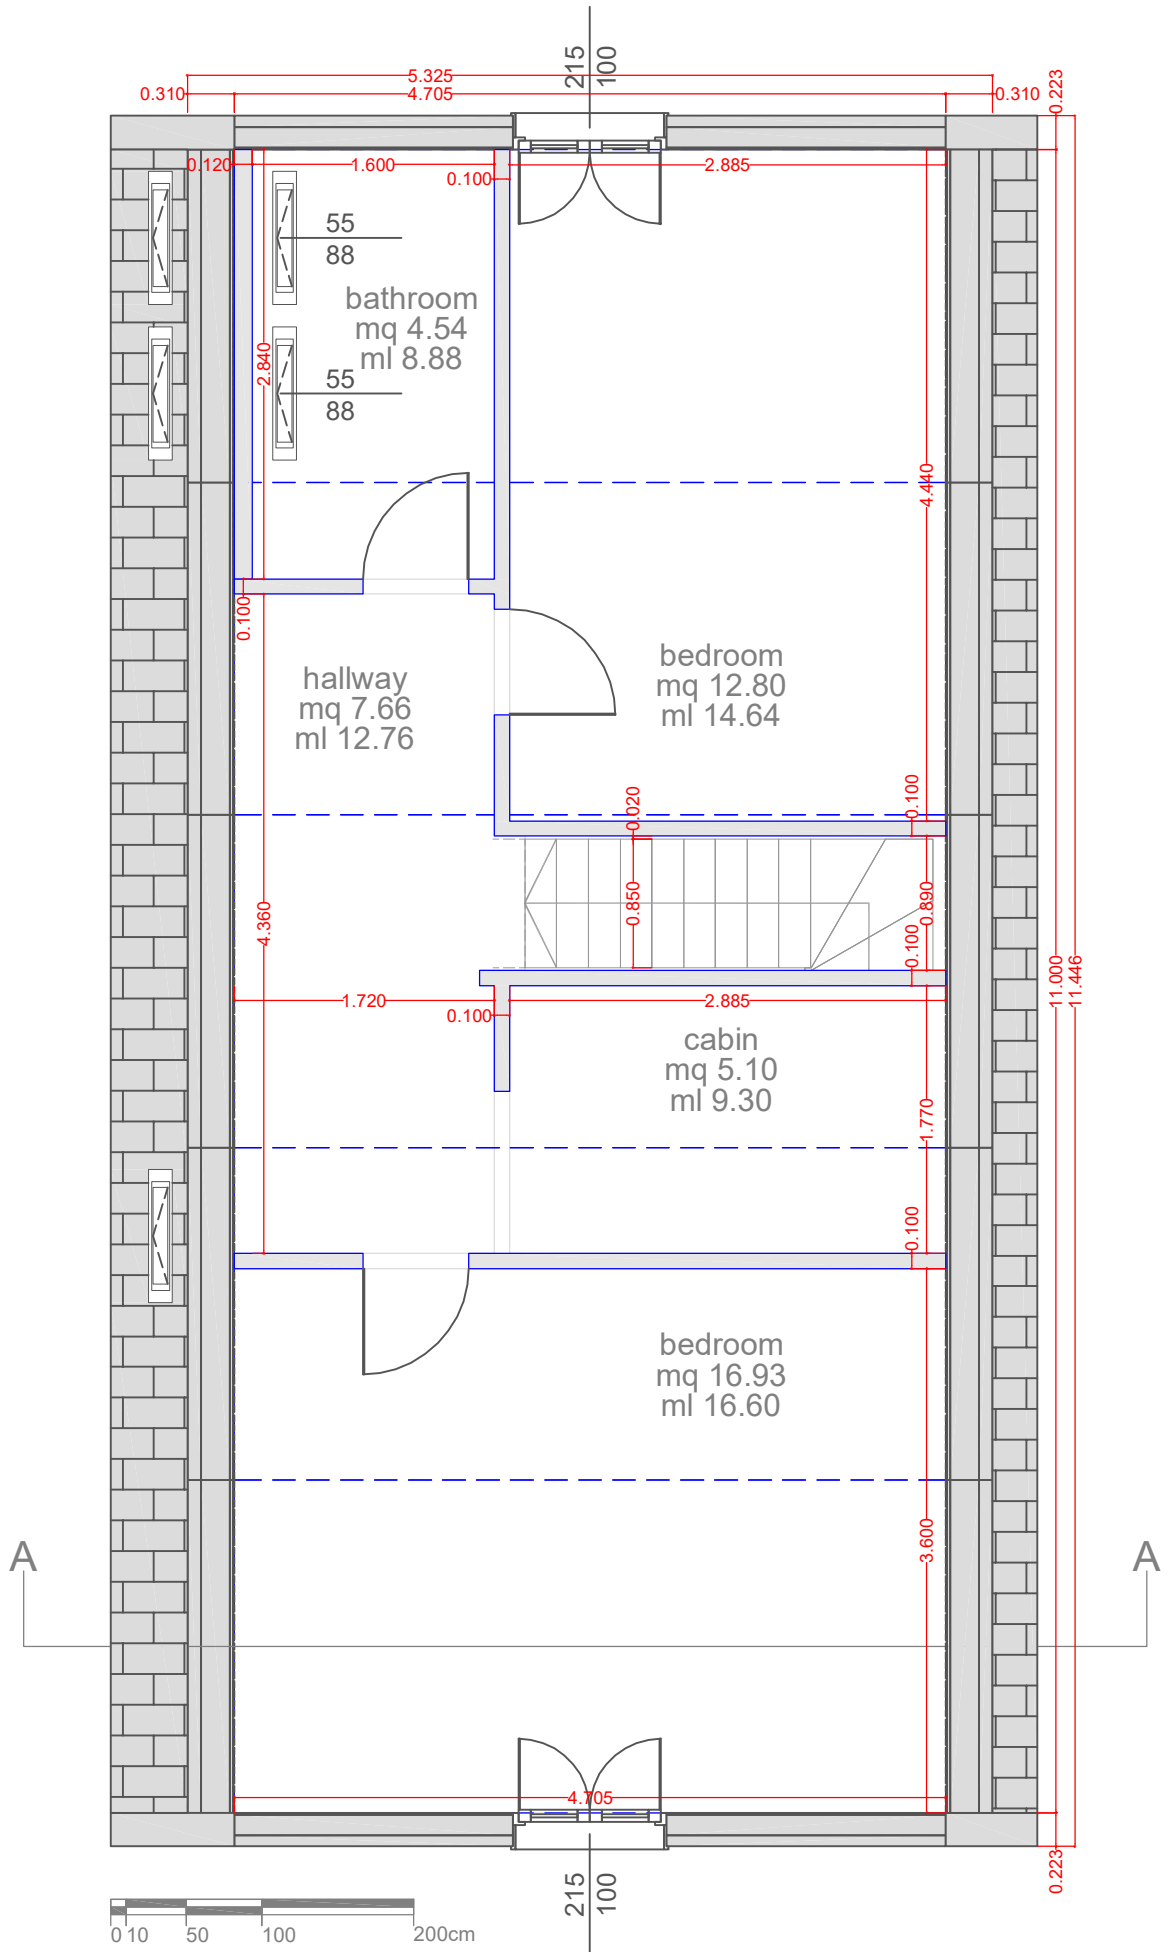 215
100
5.325
0.310
4.705
0.310
0.223
0.120
1.600
0.100
2.885
55
88
bathroom
mq 4.54
ml 8.88
2.840
55
88
4.440
0.100
hallway
mq 7.66
ml 12.76
bedroom
mq 12.80
ml 14.64
0.020
0.100
4.360
0.850
0.890
0.100
11.000
11.446
1.720
0.100
2.885
cabin
mq 5.10
ml 9.30
1.770
0.100
bedroom
mq 16.93
ml 16.60
3.600
A
A
4.705
0.223
215
100
0 10 50 100 200cm